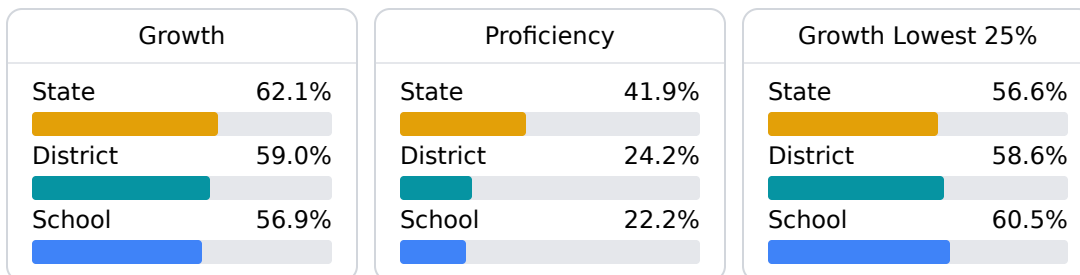 Growth
State 62.1%
District 59.0%
School 56.9%
Proficiency
State 41.9%
District 24.2%
School 22.2%
Growth Lowest 25%
State 56.6%
District 58.6%
School 60.5%